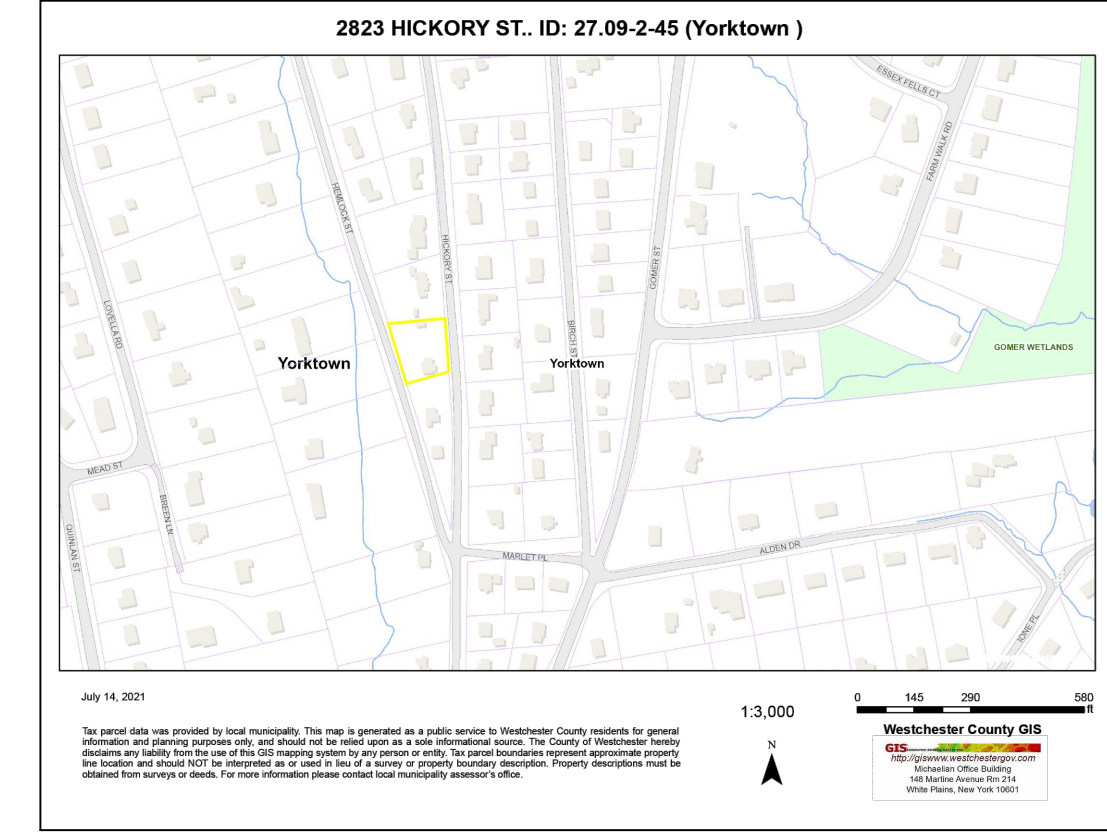 2823 HICKORY ST.. ID: 27.09-2-45 (Yorktown )
ESSEX FELLS CT
FARM WALK RD
HEMLOCK ST
HICKORY ST
GOMER ST
LOVELLA RD
BIRCH ST
GOMER WETLANDS
Yorktown
Yorktown
MEAD ST
BREEN LN
QUINLAN ST
MARLET PL
ALDEN DR
IONE PL
July 14, 2021
1:3,000
0 145 290 580
ft
Tax parcel data was provided by local municipality. This map is generated as a public service to Westchester County residents for general
information and planning purposes only, and should not be relied upon as a sole informational source. The County of Westchester hereby
disclaims any liability from the use of this GIS mapping system by any person or entity. Tax parcel boundaries represent approximate property
line location and should NOT be interpreted as or used in lieu of a survey or property boundary description. Property descriptions must be
obtained from surveys or deeds. For more information please contact local municipality assessor's office.
N
Westchester County GIS
GIS
http://giswww.westchestergov.com
Michaelian Office Building
148 Martine Avenue Rm 214
White Plains, New York 10601